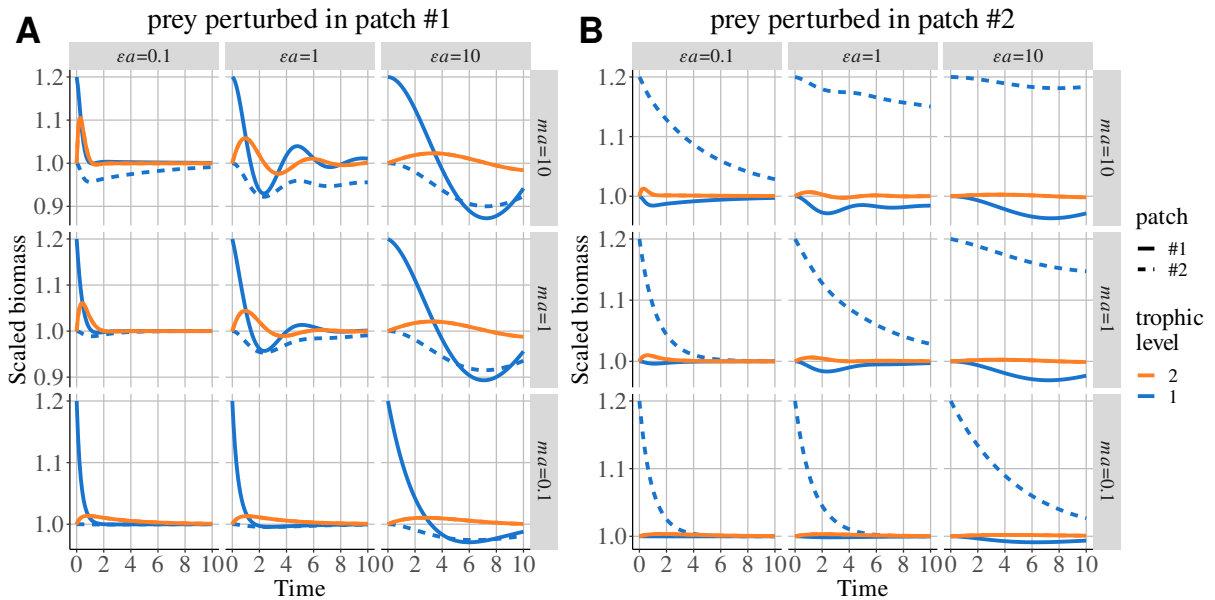 A
prey perturbed in patch #1
εa=0.1
εa=1
εa=10
1.2
1.1
1.0
0.9
ma=10
1.2
1.1
1.0
0.9
ma=1
1.2
1.1
1.0
ma=0.1
Scaled biomass
0 2 4 6 8 10
0 2 4 6 8 10
0 2 4 6 8 10
Time
B
prey perturbed in patch #2
εa=0.1
εa=1
εa=10
1.2
1.1
1.0
ma=10
1.2
1.1
1.0
ma=1
1.2
1.1
1.0
ma=0.1
Scaled biomass
0 2 4 6 8 10
0 2 4 6 8 10
0 2 4 6 8 10
Time
patch
#1
#2
trophic
level
2
1